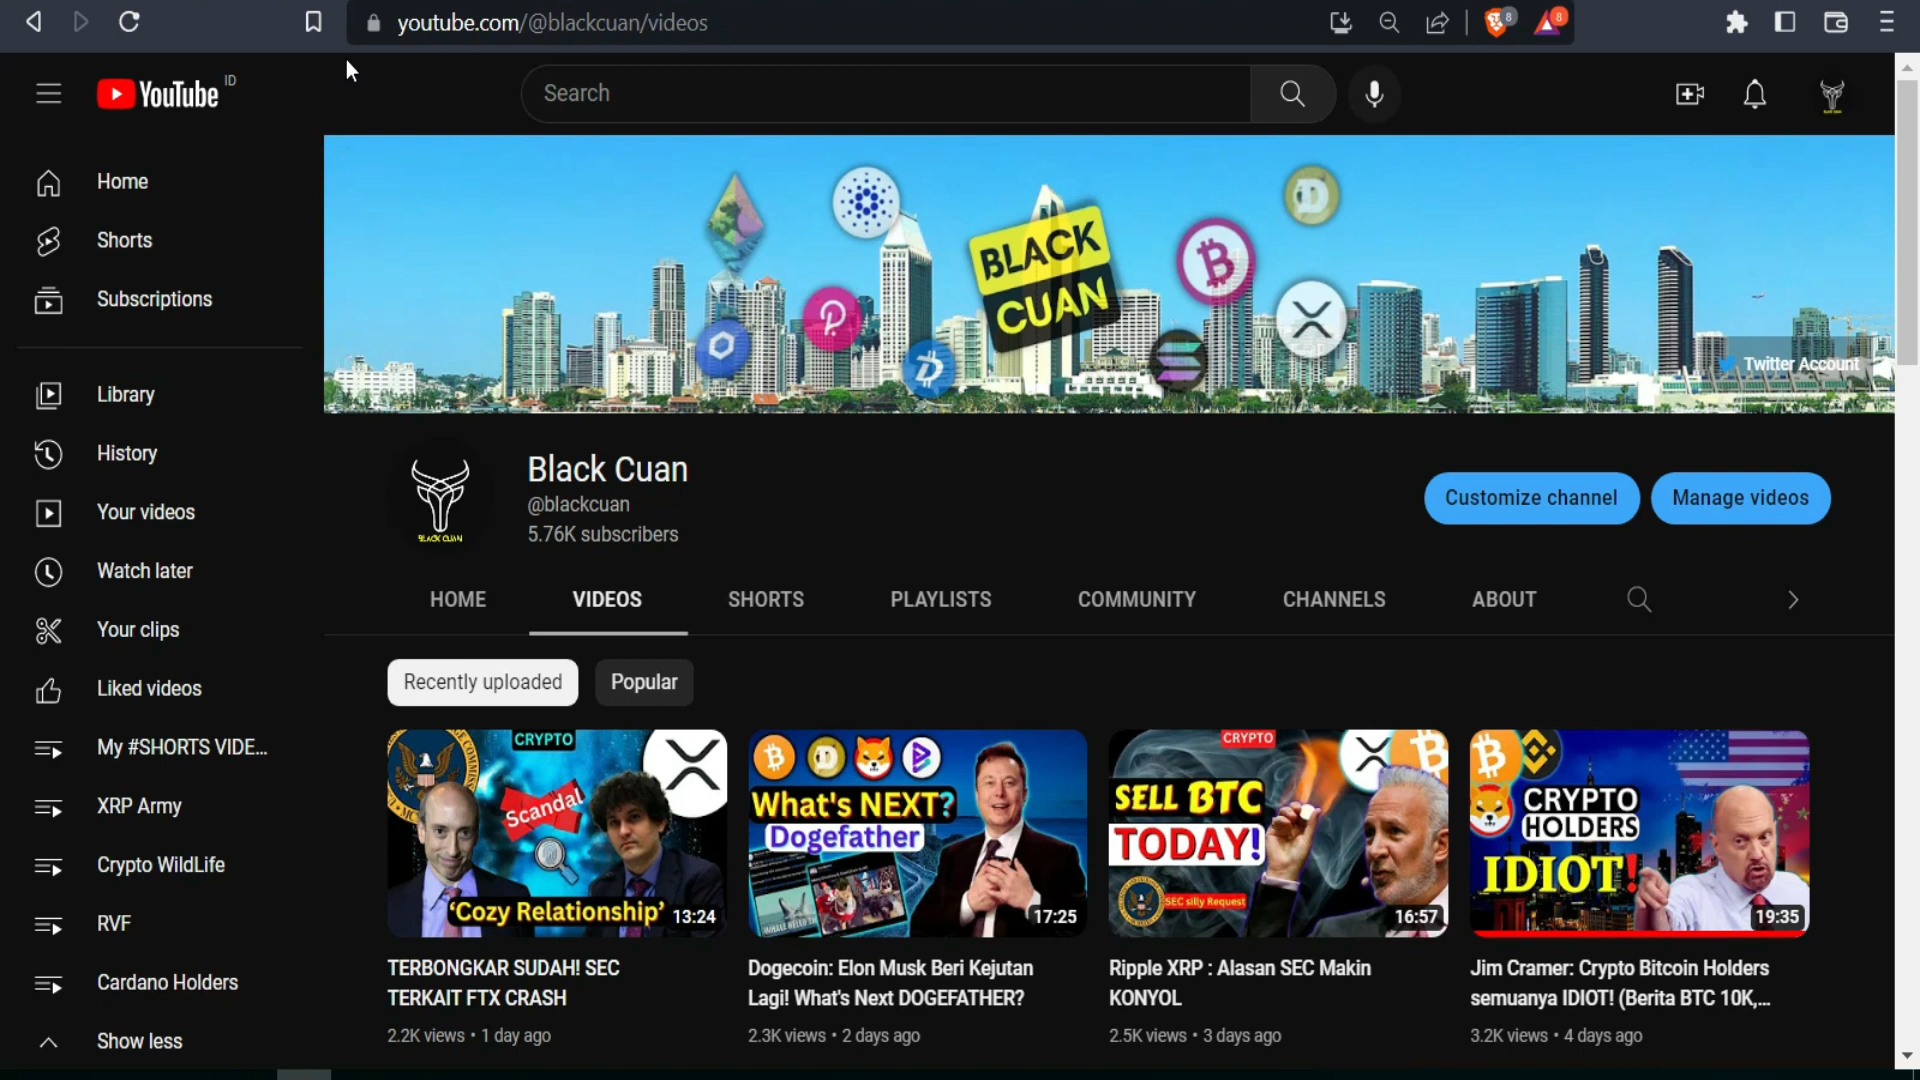 youtube.com/@blackcuan/videos
8
8
YouTube
ID
Search
Home
Shorts
Subscriptions
Library
History
Your videos
Watch later
Your clips
Liked videos
My #SHORTS VIDE...
XRP Army
Crypto WildLife
RVF
Cardano Holders
Show less
BLACK
CUAN
Twitter Account
BLACK CUAN
Black Cuan
@blackcuan
5.76K subscribers
Customize channel
Manage videos
HOME
VIDEOS
SHORTS
PLAYLISTS
COMMUNITY
CHANNELS
ABOUT
Recently uploaded
Popular
CRYPTO
Scandal
'Cozy Relationship'
13:24
TERBONGKAR SUDAH! SEC
TERKAIT FTX CRASH
2.2K views • 1 day ago
What's NEXT?
Dogefather
17:25
Dogecoin: Elon Musk Beri Kejutan
Lagi! What's Next DOGEFATHER?
2.3K views • 2 days ago
CRYPTO
SELL BTC
TODAY!
SEC silly Request
16:57
Ripple XRP : Alasan SEC Makin
KONYOL
2.5K views • 3 days ago
CRYPTO
HOLDERS
IDIOT!
19:35
Jim Cramer: Crypto Bitcoin Holders
semuanya IDIOT! (Berita BTC 10K,...
3.2K views • 4 days ago